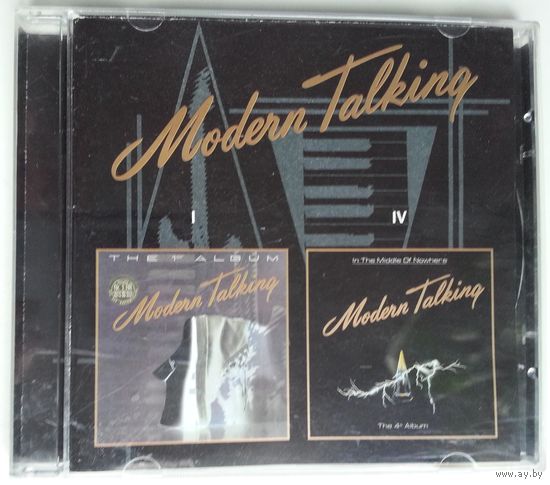 Modern Talking
I
IV
THE 1st ALBUM
Modern Talking
In The Middle Of Nowhere
Modern Talking
The 4th Album
www.ay.by